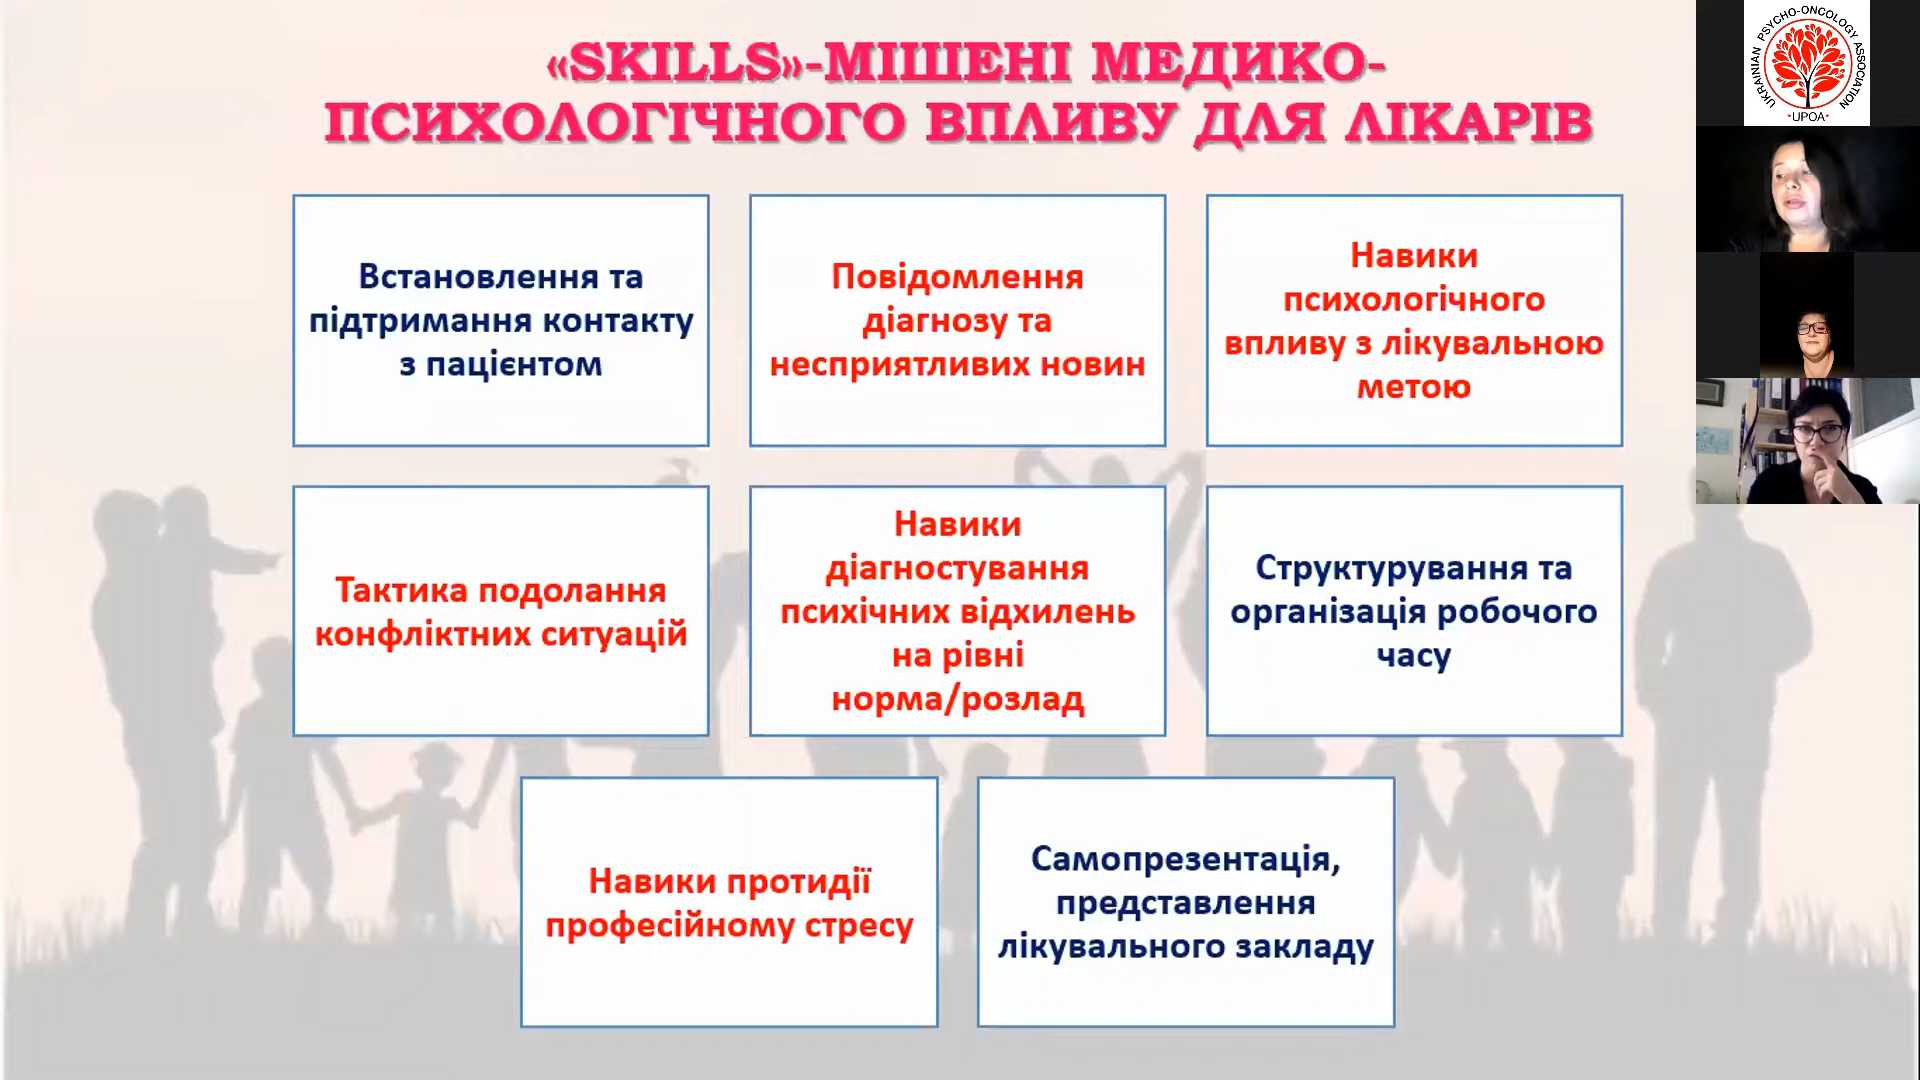 «SKILLS»-МІШЕНІ МЕДИКО-
ПСИХОЛОГІЧНОГО ВПЛИВУ ДЛЯ ЛІКАРІВ
Встановлення та
підтримання контакту
з пацієнтом
Повідомлення
діагнозу та
несприятливих новин
Навики
психологічного
впливу з лікувальною
метою
Тактика подолання
конфліктних ситуацій
Навики
діагностування
психічних відхилень
на рівні
норма/розлад
Структурування та
організація робочого
часу
Навики протидії
професійному стресу
Самопрезентація,
представлення
лікувального закладу
UKRAINIAN PSYCHO-ONCOLOGY ASSOCIATION
•UPOA•